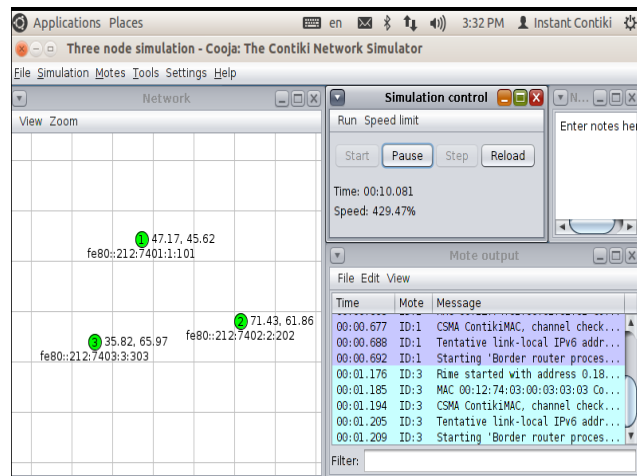 Applications Places en 3:32 PM Instant Contiki
Three node simulation - Cooja: The Contiki Network Simulator
File Simulation Motes Tools Settings Help
Network
View Zoom
1 47.17, 45.62
fe80::212:7401:1:101
2 71.43, 61.86
fe80::212:7402:2:202
3 35.82, 65.97
fe80::212:7403:3:303
Simulation control
Run Speed limit
Start Pause Step Reload
Time: 00:10.081
Speed: 429.47%
N...
Enter notes her
Mote output
File Edit View
Time Mote Message
00:00.677 ID:1 CSMA ContikiMAC, channel check...
00:00.688 ID:1 Tentative link-local IPv6 addr...
00:00.692 ID:1 Starting 'Border router proces...
00:01.176 ID:3 Rime started with address 0.18...
00:01.185 ID:3 MAC 00:12:74:03:00:03:03:03 Co...
00:01.194 ID:3 CSMA ContikiMAC, channel check...
00:01.205 ID:3 Tentative link-local IPv6 addr...
00:01.209 ID:3 Starting 'Border router proces...
Filter: